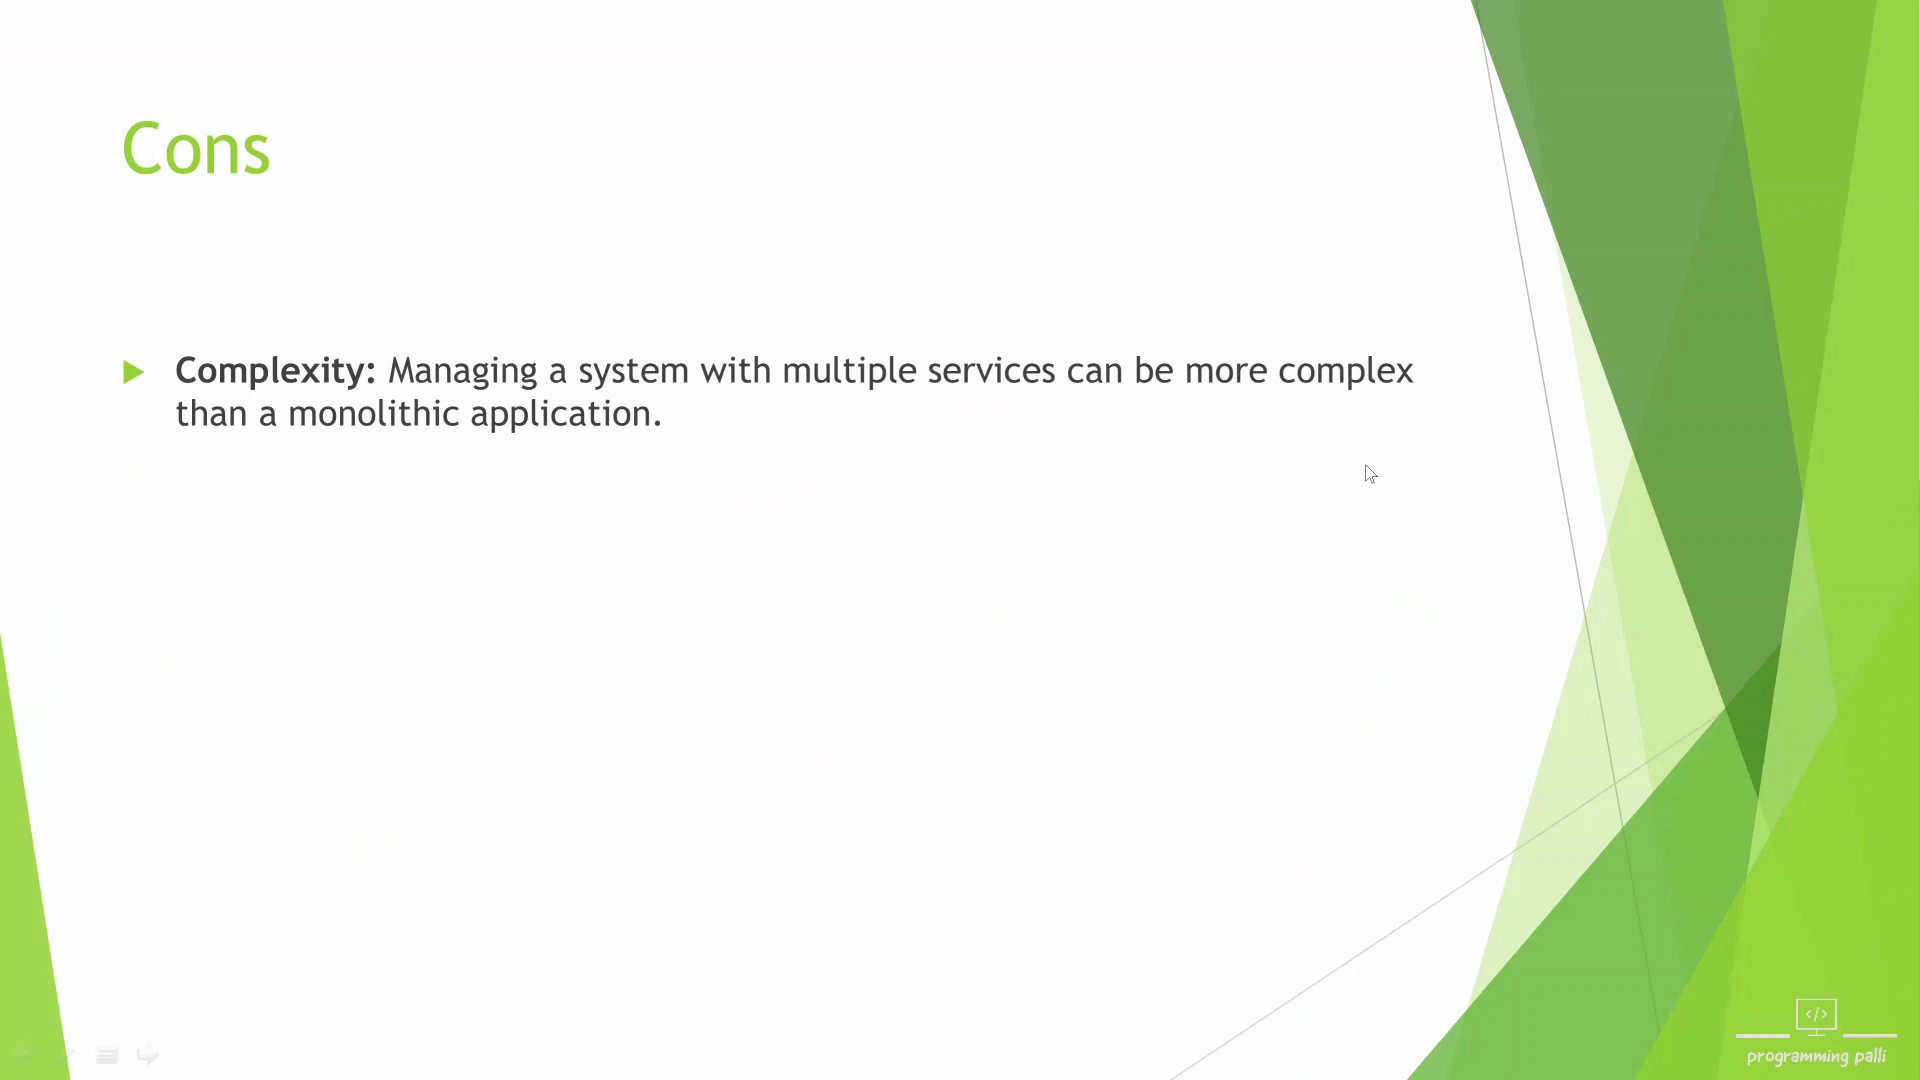 Cons
Complexity: Managing a system with multiple services can be more complex
than a monolithic application.
</>
programming palli